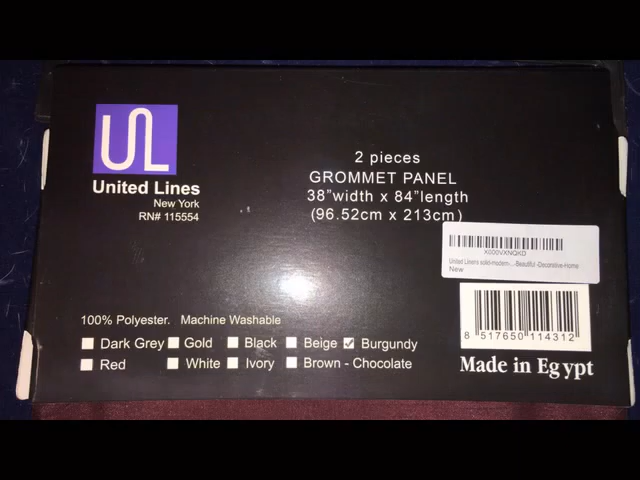 UL
United Lines
New York
RN# 115554
2 pieces
GROMMET PANEL
38"width x 84"length
(96.52cm x 213cm)
X000VXNQKD
United Linens solid-modern-...-Beautiful -Decorative-Home
New
8 517650 114312
Made in Egypt
100% Polyester. Machine Washable
Dark Grey Gold Black Beige Burgundy
Red White Ivory Brown - Chocolate